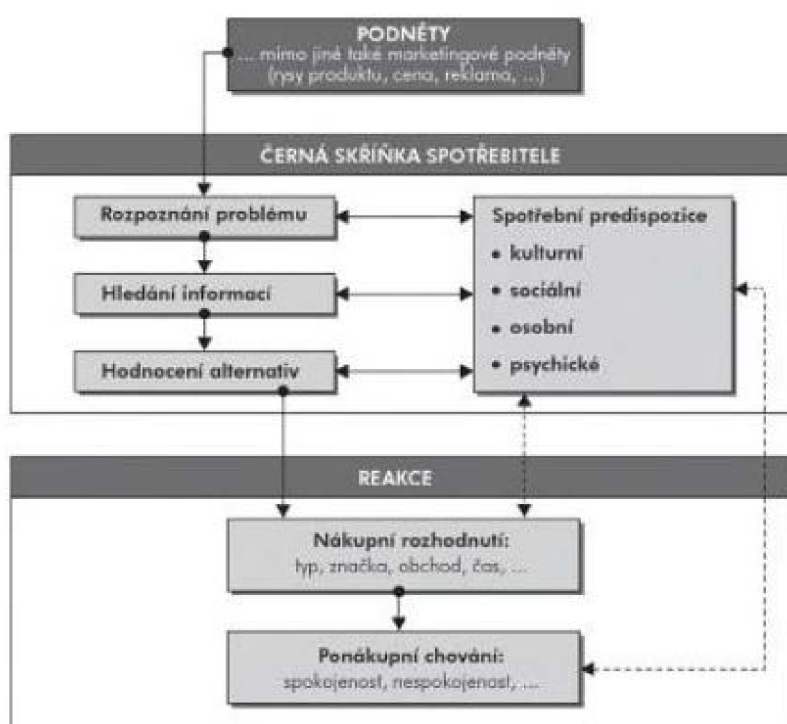 PODNĚTY
... mimo jiné také marketingové podněty
(rysy produktu, cena, reklama, ...)
ČERNÁ SKŘÍŇKA SPOTŘEBITELE
Rozpoznání problému
Hledání informací
Hodnocení alternativ
Spotřební predispozice
• kulturní
• sociální
• osobní
• psychické
REAKCE
Nákupní rozhodnutí:
typ, značka, obchod, čas, ...
Ponákupní chování:
spokojenost, nespokojenost, ...